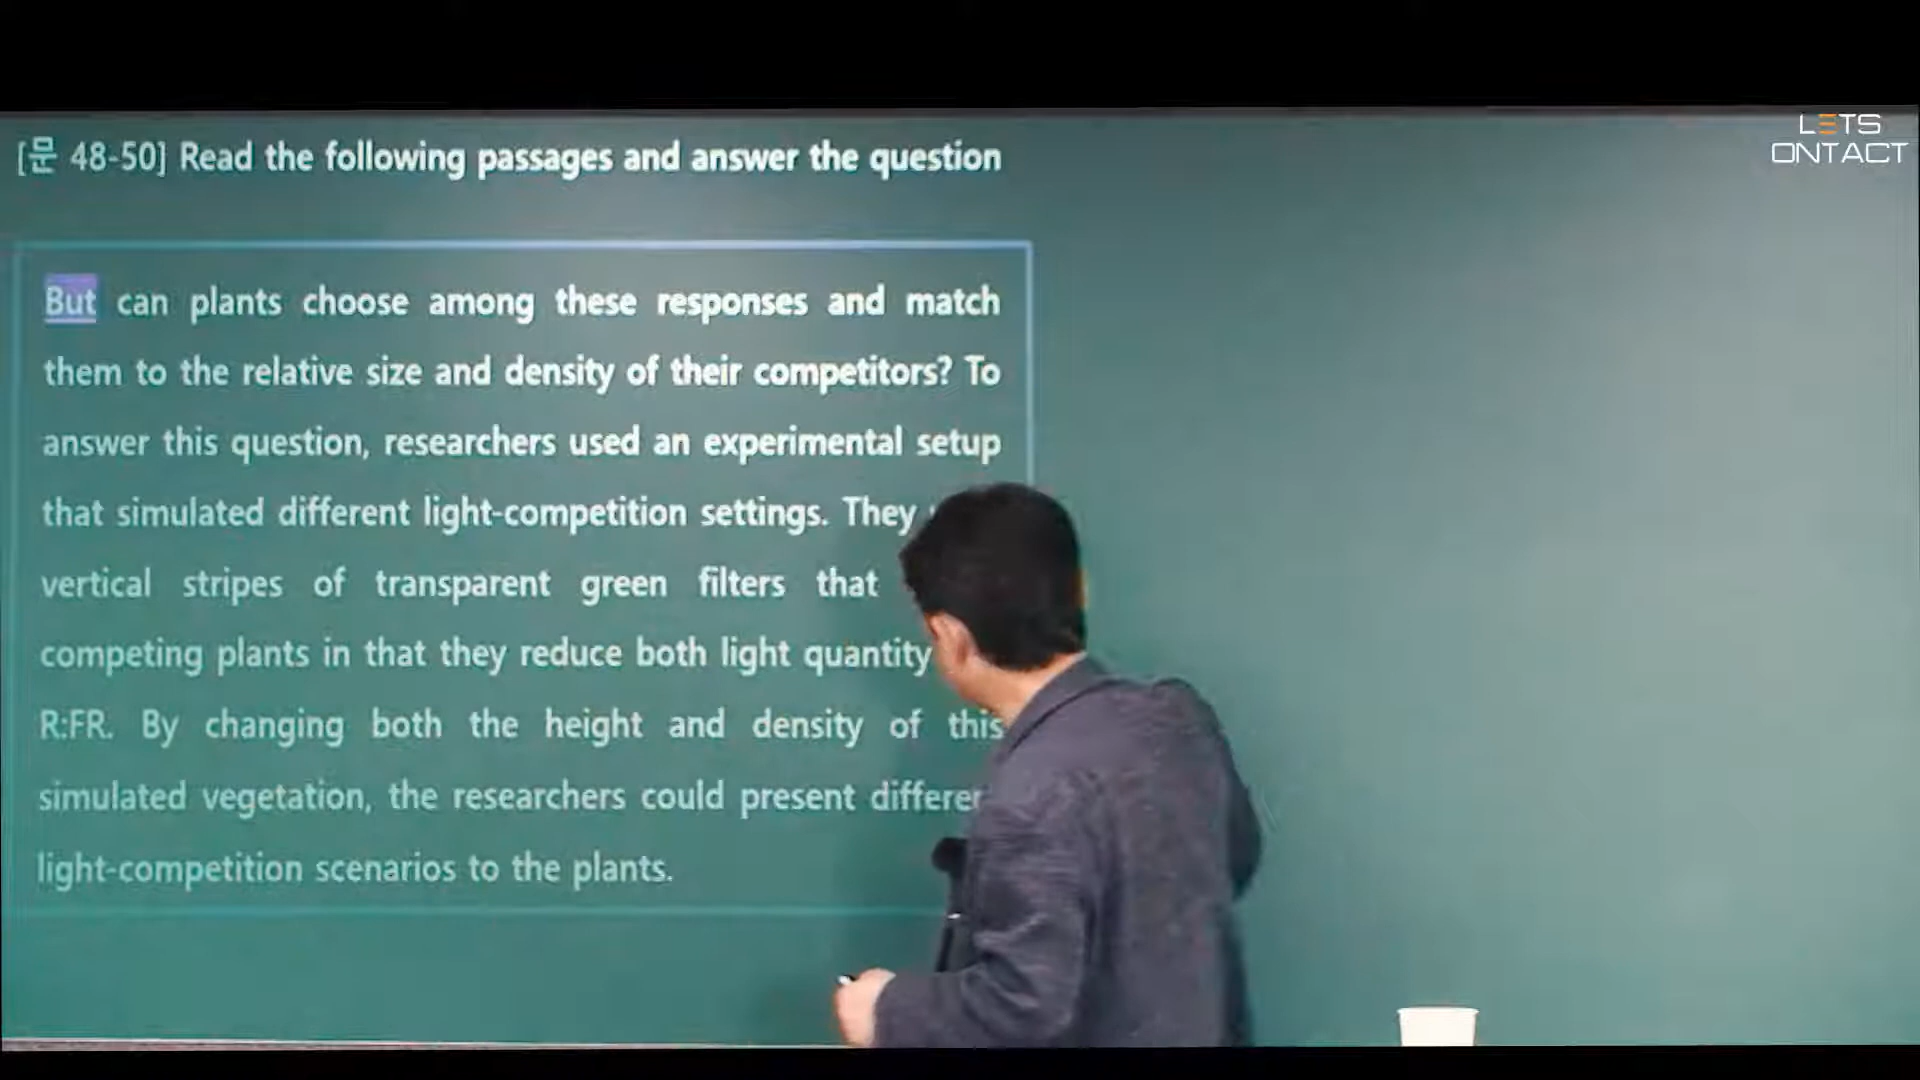 [문 48-50] Read the following passages and answer the question
LETS
ONTACT
But can plants choose among these responses and match
them to the relative size and density of their competitors? To
answer this question, researchers used an experimental setup
that simulated different light-competition settings. They
vertical stripes of transparent green filters that
competing plants in that they reduce both light quantity
R:FR. By changing both the height and density of this
simulated vegetation, the researchers could present
light-competition scenarios to the plants.